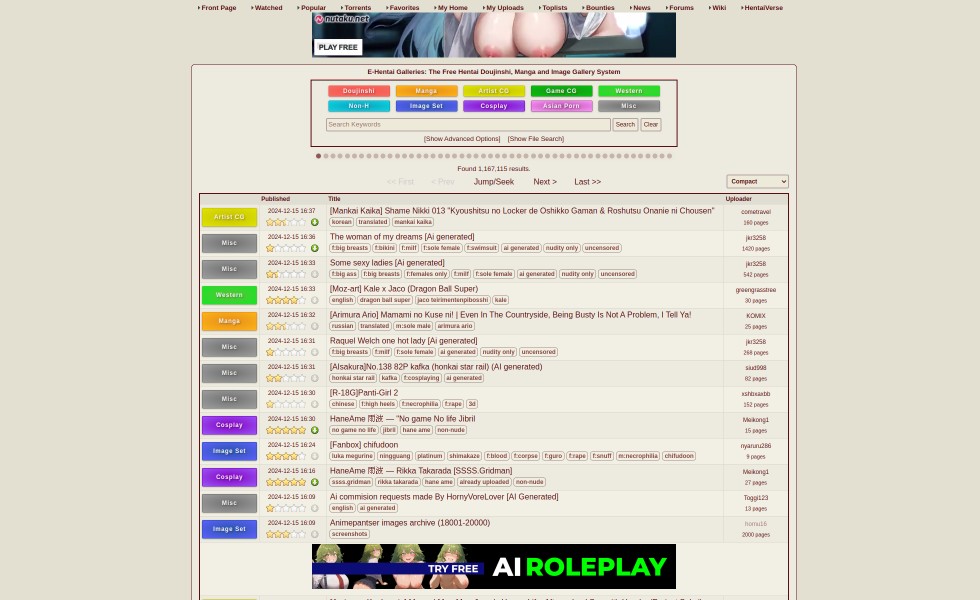 Front Page Watched Popular Torrents Favorites My Home My Uploads Toplists Bounties News Forums Wiki HentaiVerse
nutaku.net
PLAY FREE
E-Hentai Galleries: The Free Hentai Doujinshi, Manga and Image Gallery System
Doujinshi Manga Artist CG Game CG Western
Non-H Image Set Cosplay Asian Porn Misc
Search Keywords Search Clear
[Show Advanced Options] [Show File Search]
Found 1,167,115 results.
<< First < Prev Jump/Seek Next > Last >> Compact
Published Title Uploader
Artist CG 2024-12-15 16:37 [Mankai Kaika] Shame Nikki 013 "Kyoushitsu no Locker de Oshikko Gaman & Roshutsu Onanie ni Chousen" cometravel
korean translated mankai kaika 160 pages
Misc 2024-12-15 16:36 The woman of my dreams [Ai generated] jkr3258
f:big breasts f:bikini f:milf f:sole female f:swimsuit ai generated nudity only uncensored 1420 pages
Misc 2024-12-15 16:33 Some sexy ladies [Ai generated] jkr3258
f:big ass f:big breasts f:females only f:milf f:sole female ai generated nudity only uncensored 542 pages
Western 2024-12-15 16:33 [Moz-art] Kale x Jaco (Dragon Ball Super) greengrasstree
english dragon ball super jaco teirimentenpibosshi kale 30 pages
Manga 2024-12-15 16:32 [Arimura Ario] Mamami no Kuse ni! | Even In The Countryside, Being Busty Is Not A Problem, I Tell Ya! KOMIX
russian translated m:sole male arimura ario 25 pages
Misc 2024-12-15 16:31 Raquel Welch one hot lady [Ai generated] jkr3258
f:big breasts f:milf f:sole female ai generated nudity only uncensored 268 pages
Misc 2024-12-15 16:31 [AIsakura]No.138 82P kafka (honkai star rail) (AI generated) siud998
honkai star rail kafka f:cosplaying ai generated 82 pages
Misc 2024-12-15 16:30 [R-18G]Panti-Girl 2 xshbxaxbb
chinese f:high heels f:necrophilia f:rape 3d 152 pages
Cosplay 2024-12-15 16:30 HaneAme 雨波 — "No game No life Jibril Meikong1
no game no life jibril hane ame non-nude 15 pages
Image Set 2024-12-15 16:24 [Fanbox] chifudoon nyaruru286
luka megurine ningguang platinum shimakaze f:blood f:corpse f:guro f:rape f:snuff m:necrophilia chifudoon 9 pages
Cosplay 2024-12-15 16:16 HaneAme 雨波 — Rikka Takarada [SSSS.Gridman] Meikong1
ssss.gridman rikka takarada hane ame already uploaded non-nude 27 pages
Misc 2024-12-15 16:09 Ai commision requests made By HornyVoreLover [AI Generated] Toggi123
english ai generated 13 pages
Image Set 2024-12-15 16:09 Animepantser images archive (18001-20000) homu16
screenshots 2000 pages
TRY FREE AI ROLEPLAY